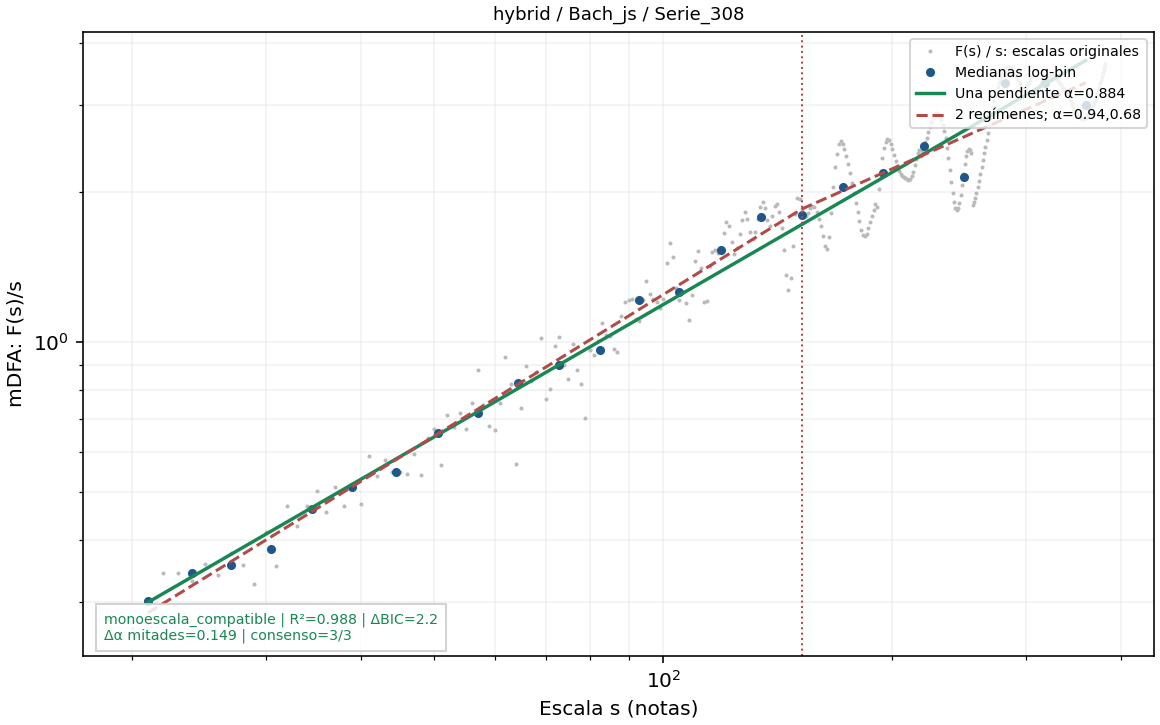 hybrid / Bach_js / Serie_308
F(s) / s: escalas originales
Medianas log-bin
Una pendiente α=0.884
2 regímenes; α=0.94,0.68
mDFA: F(s)/s
10⁰
monoescala_compatible | R²=0.988 | ΔBIC=2.2
Δα mitades=0.149 | consenso=3/3
10²
Escala s (notas)